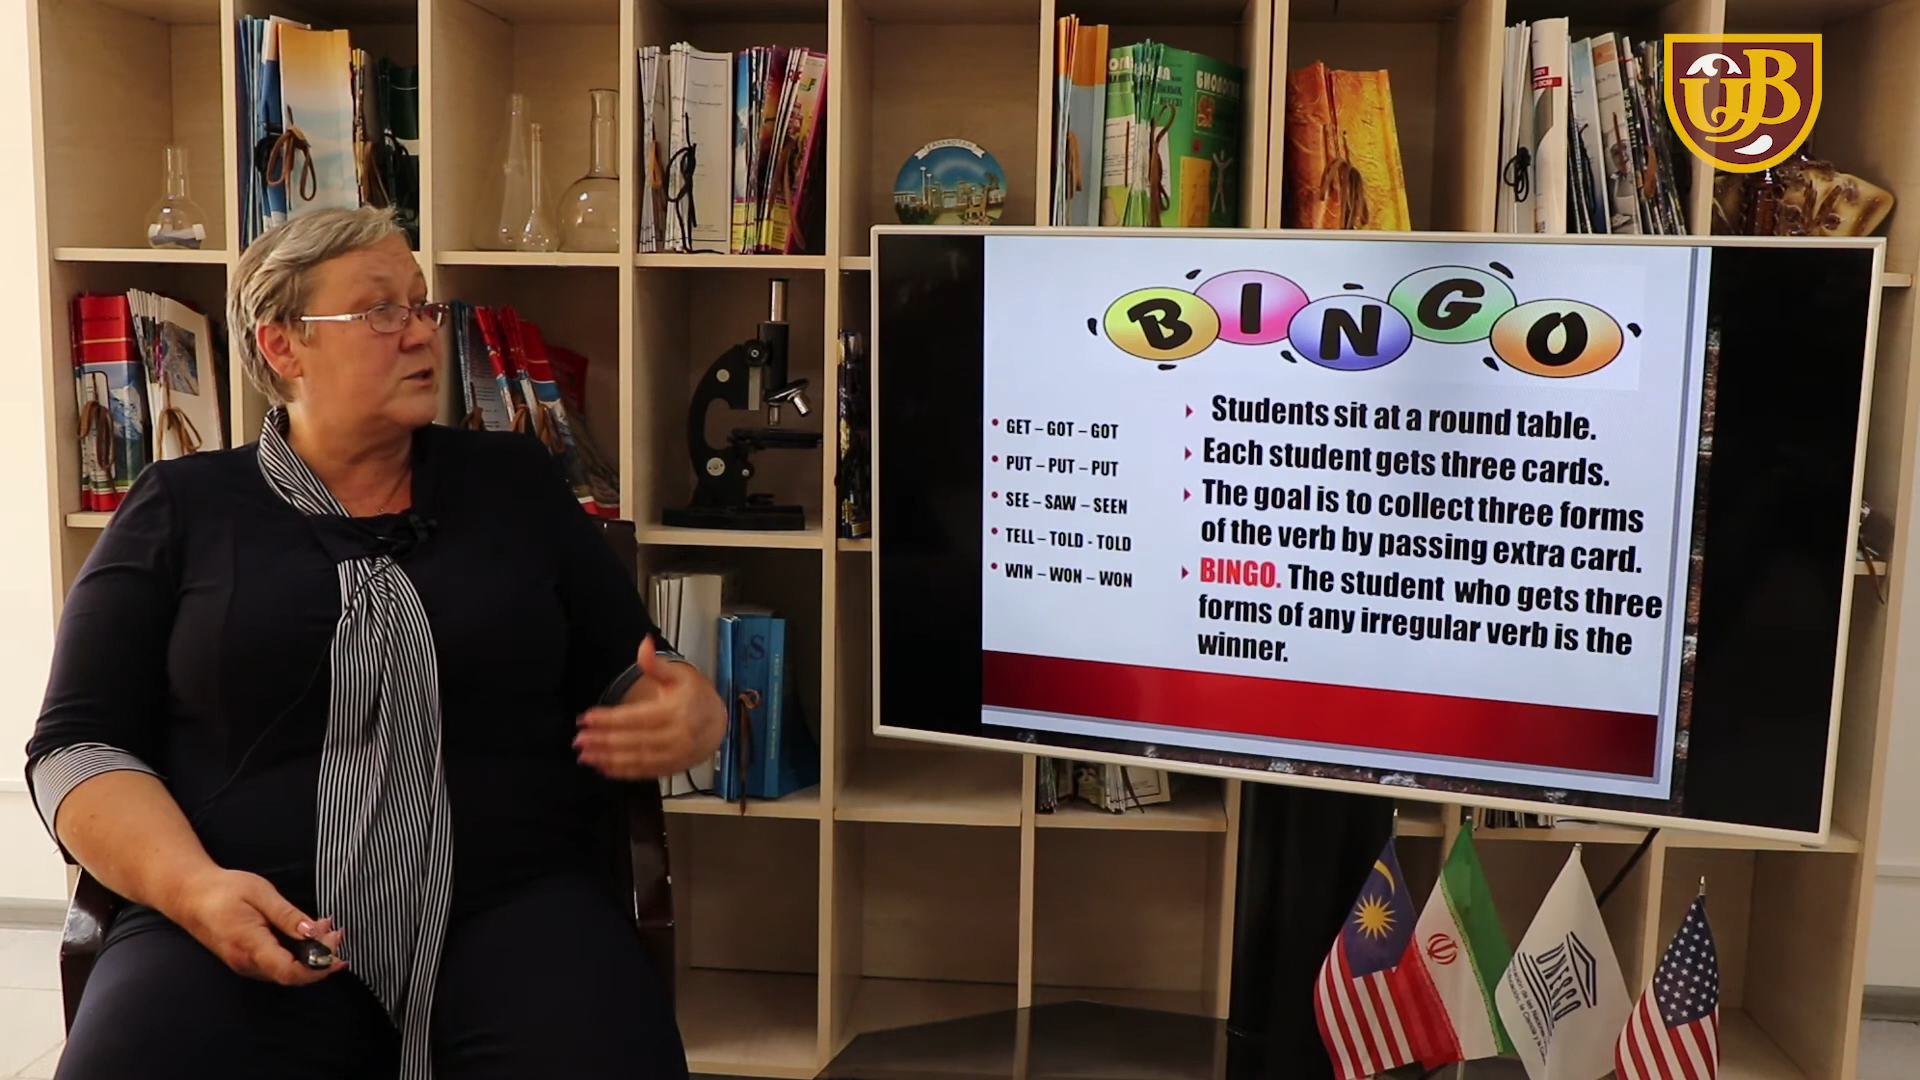 BINGO
• GET – GOT – GOT
• PUT – PUT – PUT
• SEE – SAW – SEEN
• TELL – TOLD - TOLD
• WIN – WON – WON
Students sit at a round table.
Each student gets three cards.
The goal is to collect three forms
of the verb by passing extra card.
BINGO. The student who gets three
forms of any irregular verb is the
winner.
UNESCO